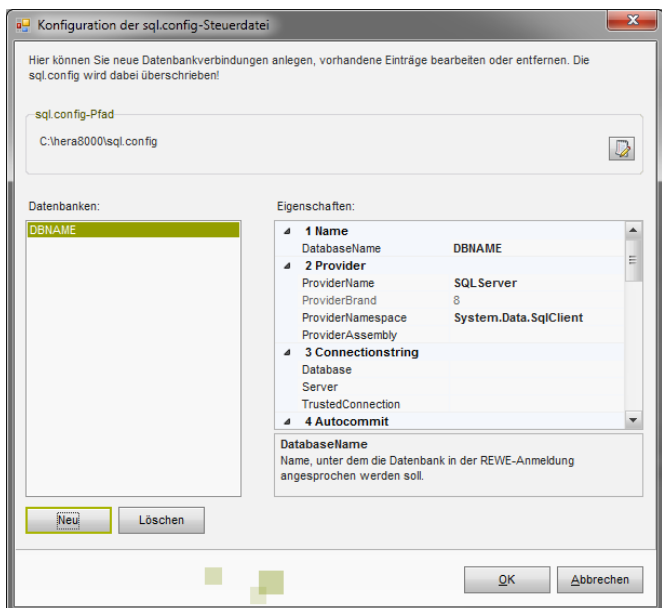 Konfiguration der sql.config-Steuerdatei
Hier können Sie neue Datenbankverbindungen anlegen, vorhandene Einträge bearbeiten oder entfernen. Die
sql.config wird dabei überschrieben!
sql.config-Pfad
C:\hera8000\sql.config
Datenbanken:
DBNAME
Eigenschaften:
1 Name
DatabaseName DBNAME
2 Provider
ProviderName SQLServer
ProviderBrand 8
ProviderNamespace System.Data.SqlClient
ProviderAssembly
3 Connectionstring
Database
Server
TrustedConnection
4 Autocommit
DatabaseName
Name, unter dem die Datenbank in der REWE-Anmeldung
angesprochen werden soll.
Neu Löschen
OK Abbrechen